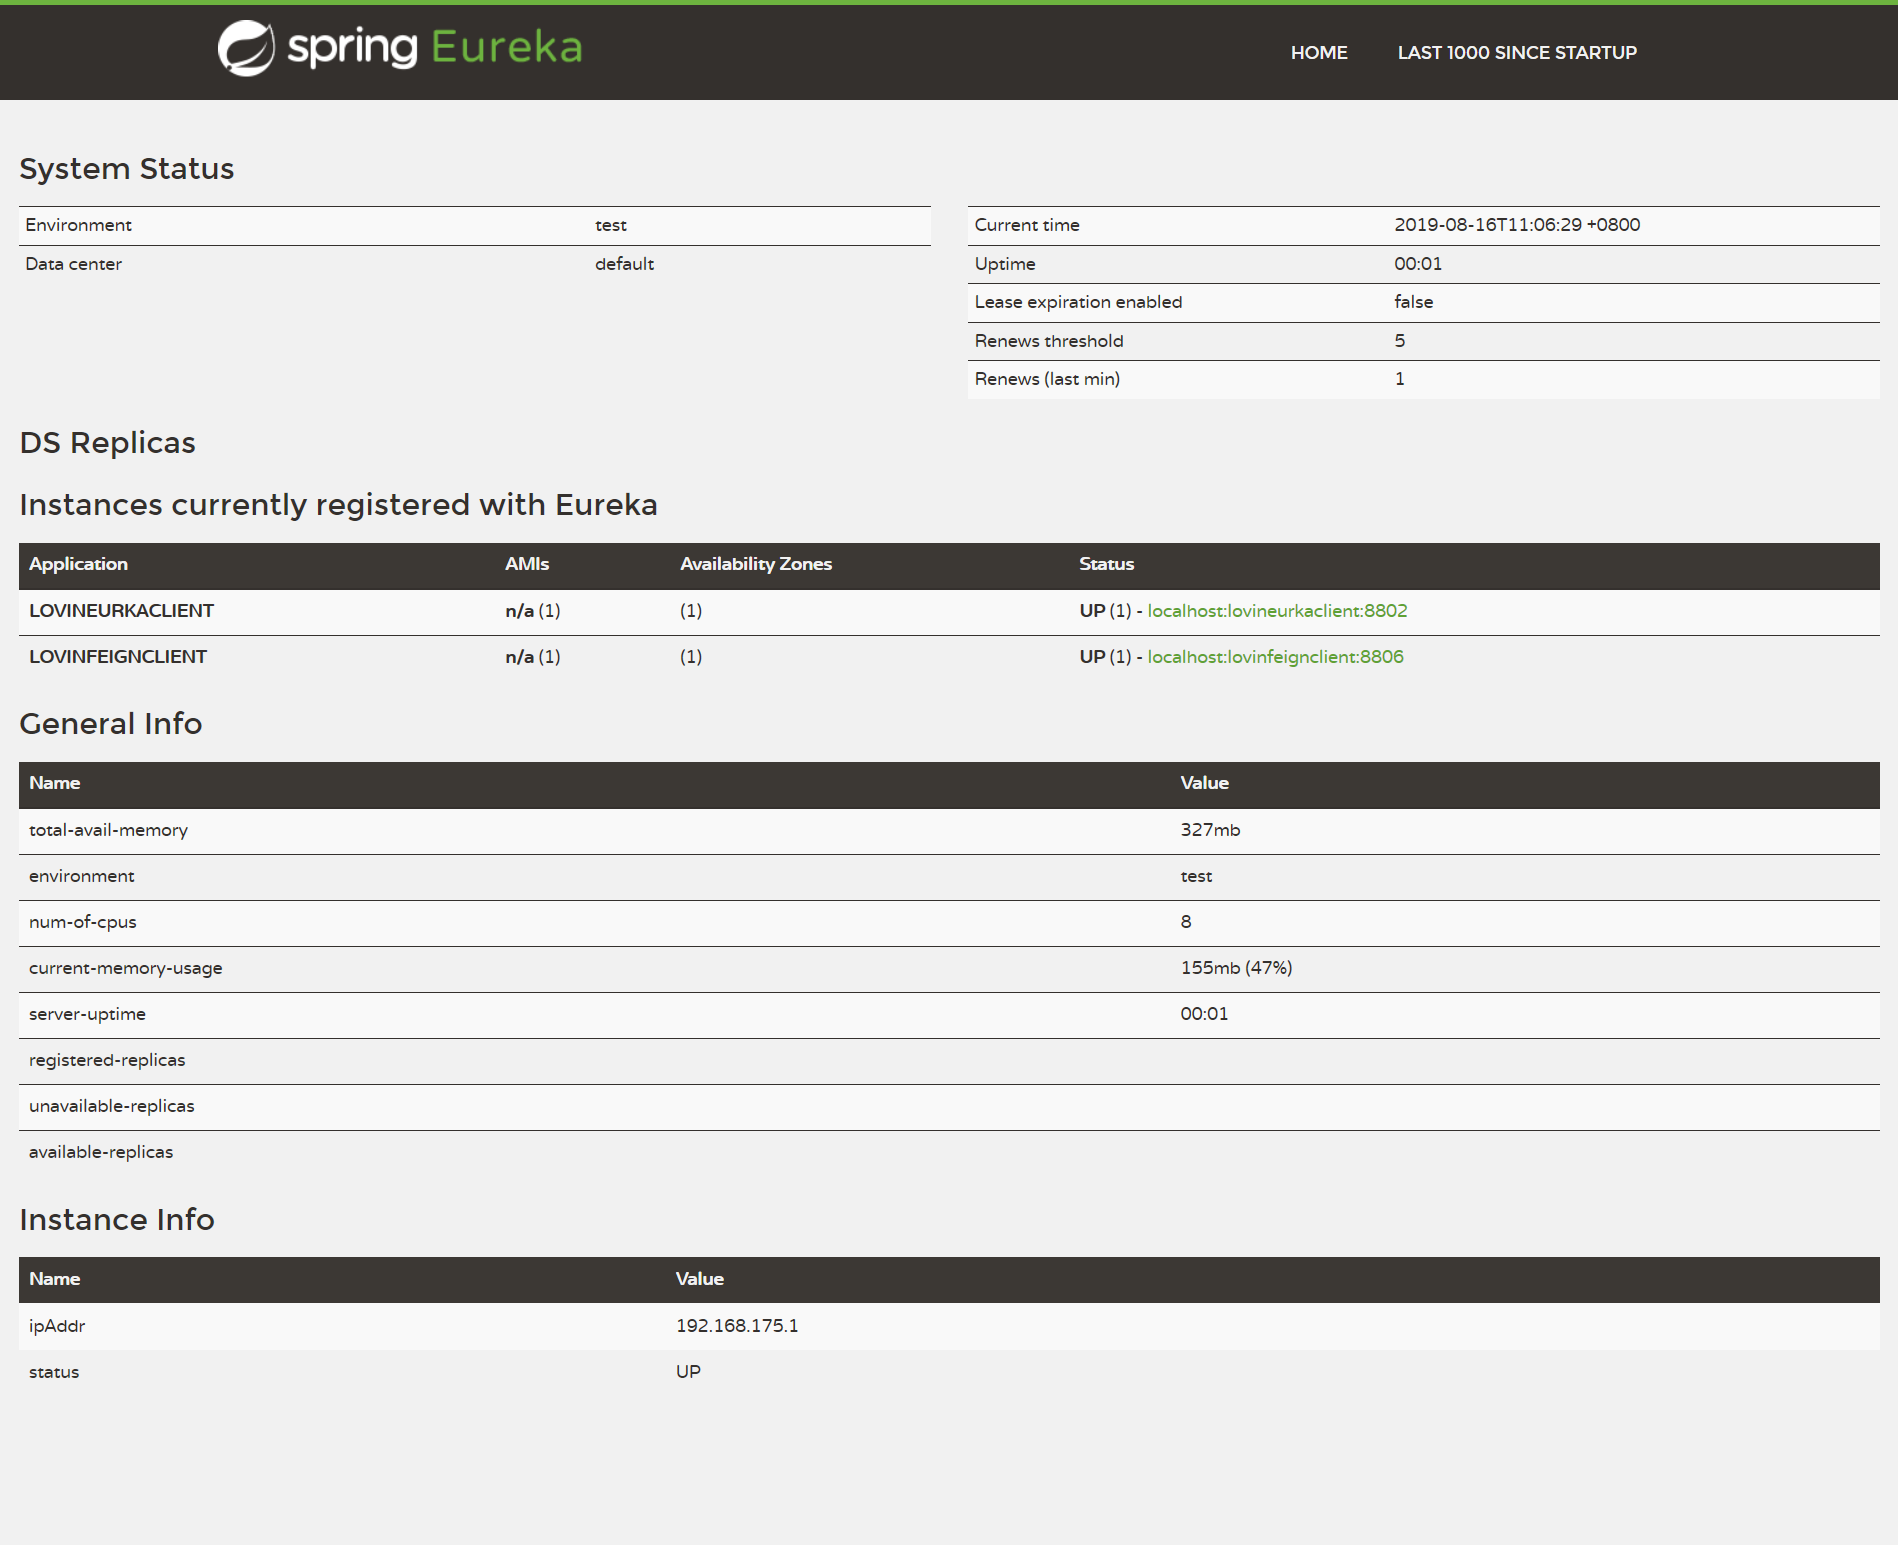 spring Eureka
HOME LAST 1000 SINCE STARTUP
System Status
Environment test
Data center default
Current time 2019-08-16T11:06:29 +0800
Uptime 00:01
Lease expiration enabled false
Renews threshold 5
Renews (last min) 1
DS Replicas
Instances currently registered with Eureka
Application AMIs Availability Zones Status
LOVINEURKACLIENT n/a (1) (1) UP (1) - localhost:lovineurkaclient:8802
LOVINFEIGNCLIENT n/a (1) (1) UP (1) - localhost:lovinfeignclient:8806
General Info
Name Value
total-avail-memory 327mb
environment test
num-of-cpus 8
current-memory-usage 155mb (47%)
server-uptime 00:01
registered-replicas
unavailable-replicas
available-replicas
Instance Info
Name Value
ipAddr 192.168.175.1
status UP